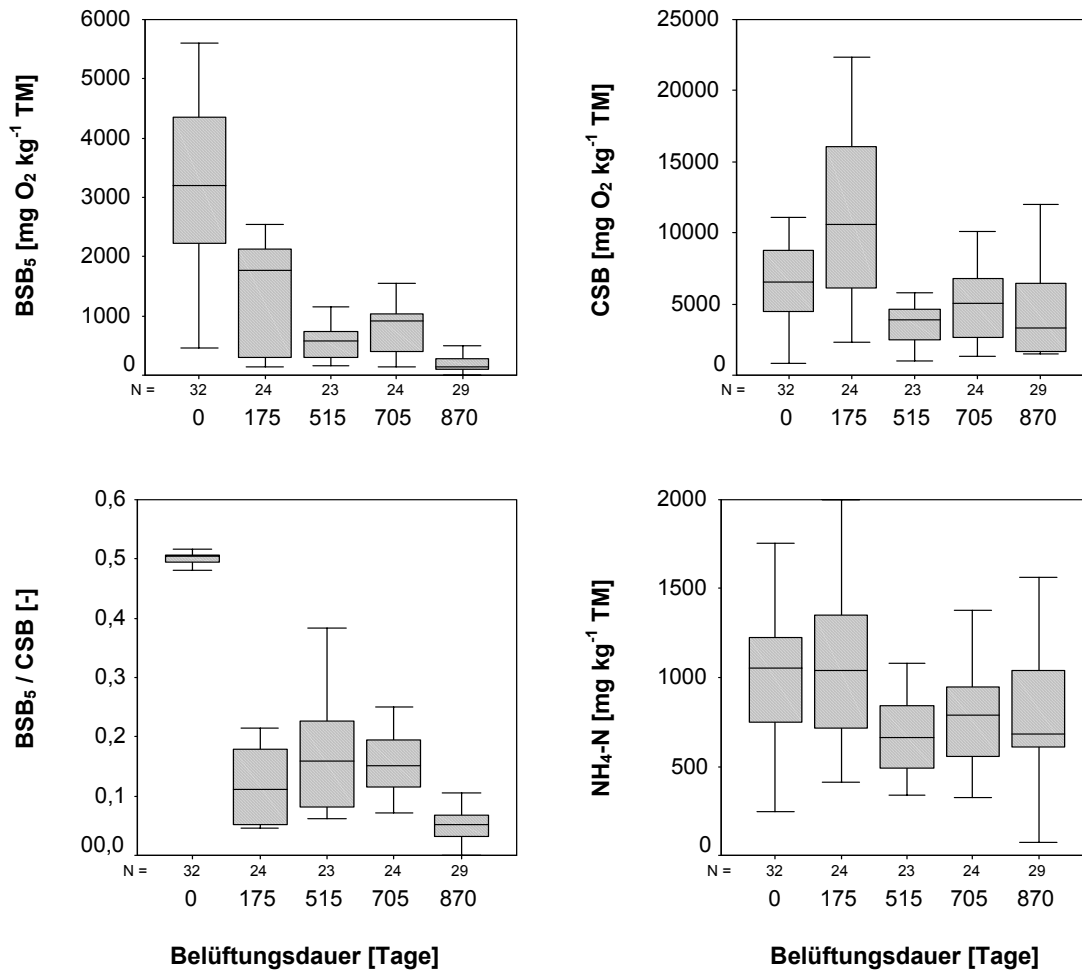 BSB₅ [mg O₂ kg⁻¹ TM]
6000
5000
4000
3000
2000
1000
0
N = 32 24 23 24 29
0 175 515 705 870
CSB [mg O₂ kg⁻¹ TM]
25000
20000
15000
10000
5000
0
N = 32 24 23 24 29
0 175 515 705 870
BSB₅ / CSB [-]
0,6
0,5
0,4
0,3
0,2
0,1
00,0
N = 32 24 23 24 29
0 175 515 705 870
Belüftungsdauer [Tage]
NH₄-N [mg kg⁻¹ TM]
2000
1500
1000
500
0
N = 32 24 23 24 29
0 175 515 705 870
Belüftungsdauer [Tage]